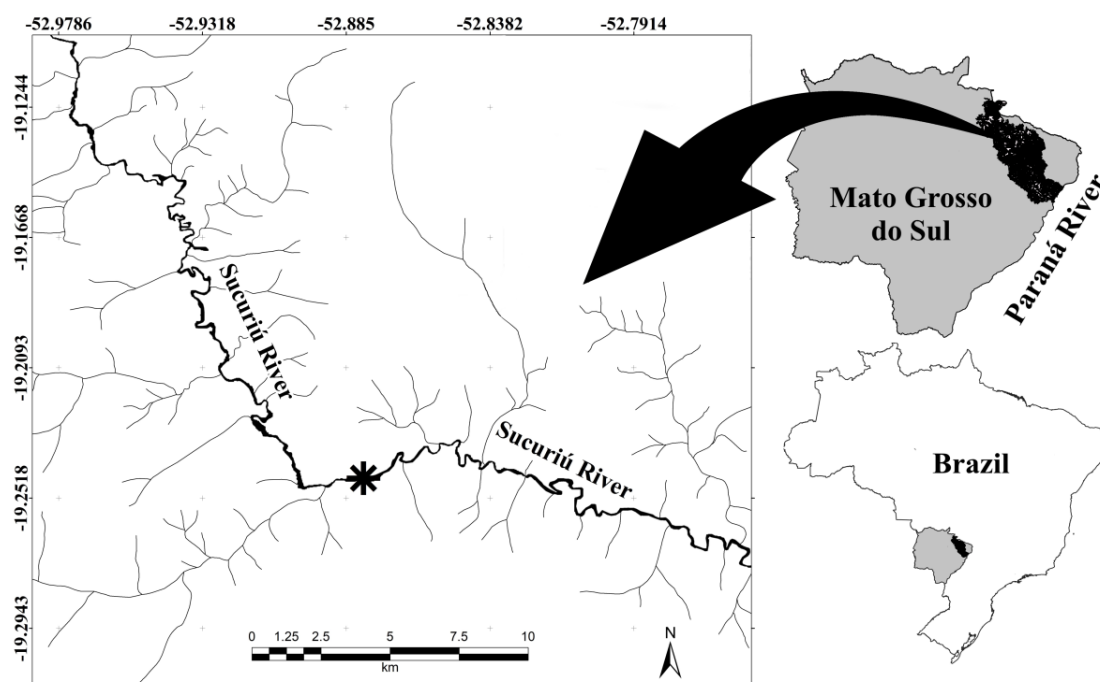 -52.9786
-52.9318
-52.885
-52.8382
-52.7914
-19.1244
-19.1668
-19.2093
-19.2518
-19.2943
Sucuriú River
Sucuriú River
0 1.25 2.5 5 7.5 10
km
N
Mato Grosso
do Sul
Paraná River
Brazil